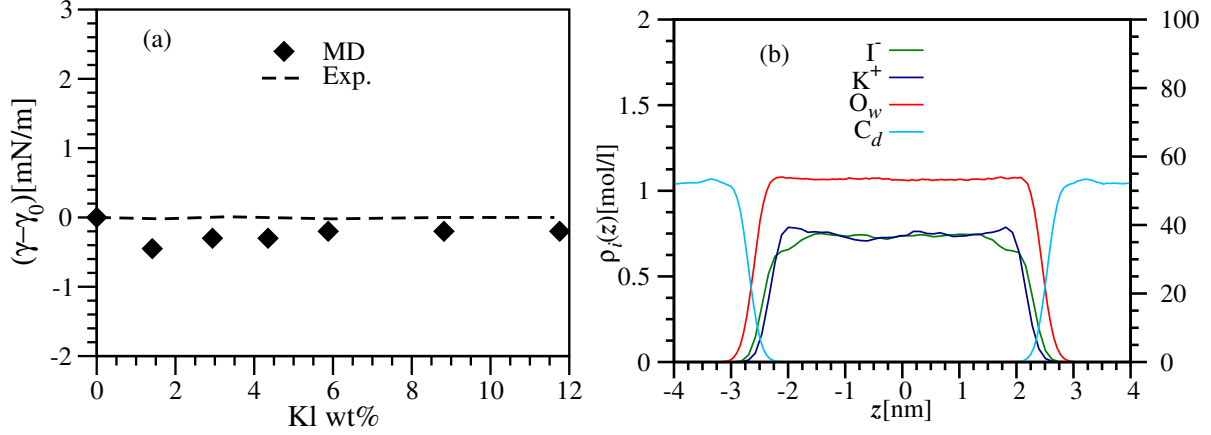 (a)
MD
Exp.
3
2
1
0
-1
-2
(γ−γ0)[mN/m]
0
2
4
6
8
10
12
Kl wt%
(b)
I-
K+
Ow
Cd
2
1.5
1
0.5
0
ρi(z)[mol/l]
100
80
60
40
20
0
-4
-3
-2
-1
0
1
2
3
4
z[nm]